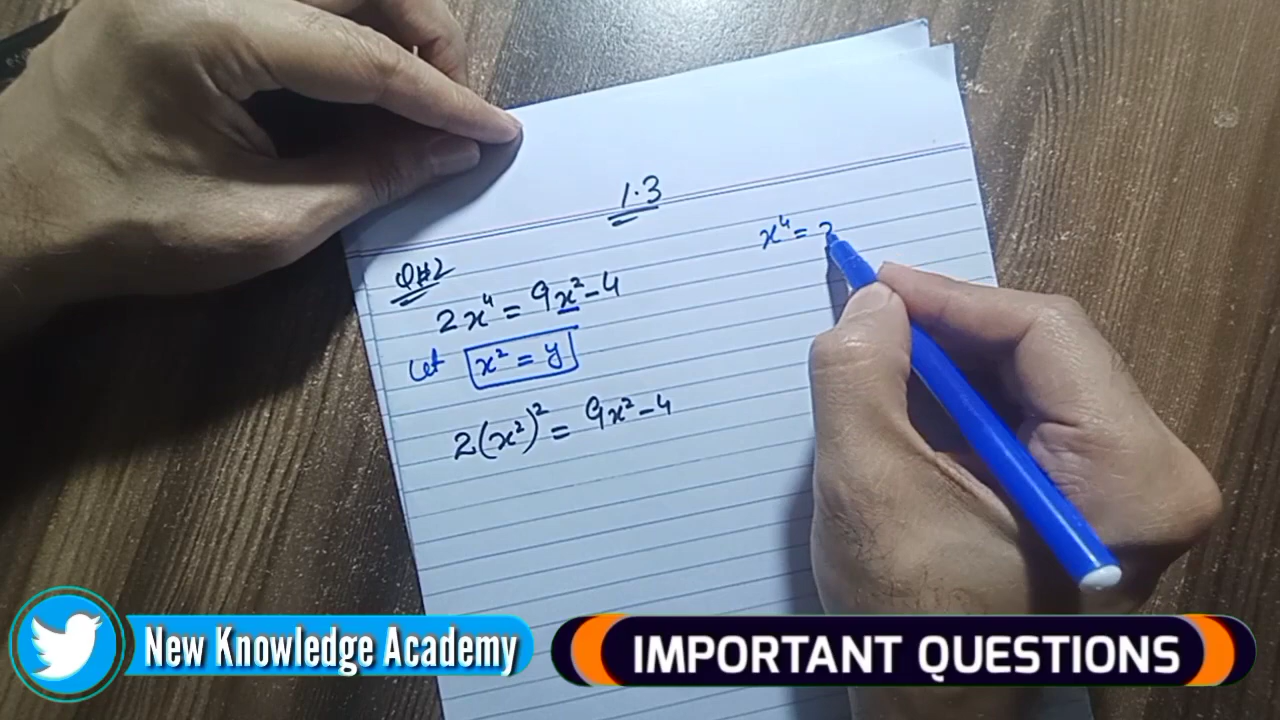 1.3
Q#2
2x⁴ = 9x² - 4
x⁴ =
Let x² = y
2(x²)² = 9x² - 4
New Knowledge Academy
IMPORTANT QUESTIONS